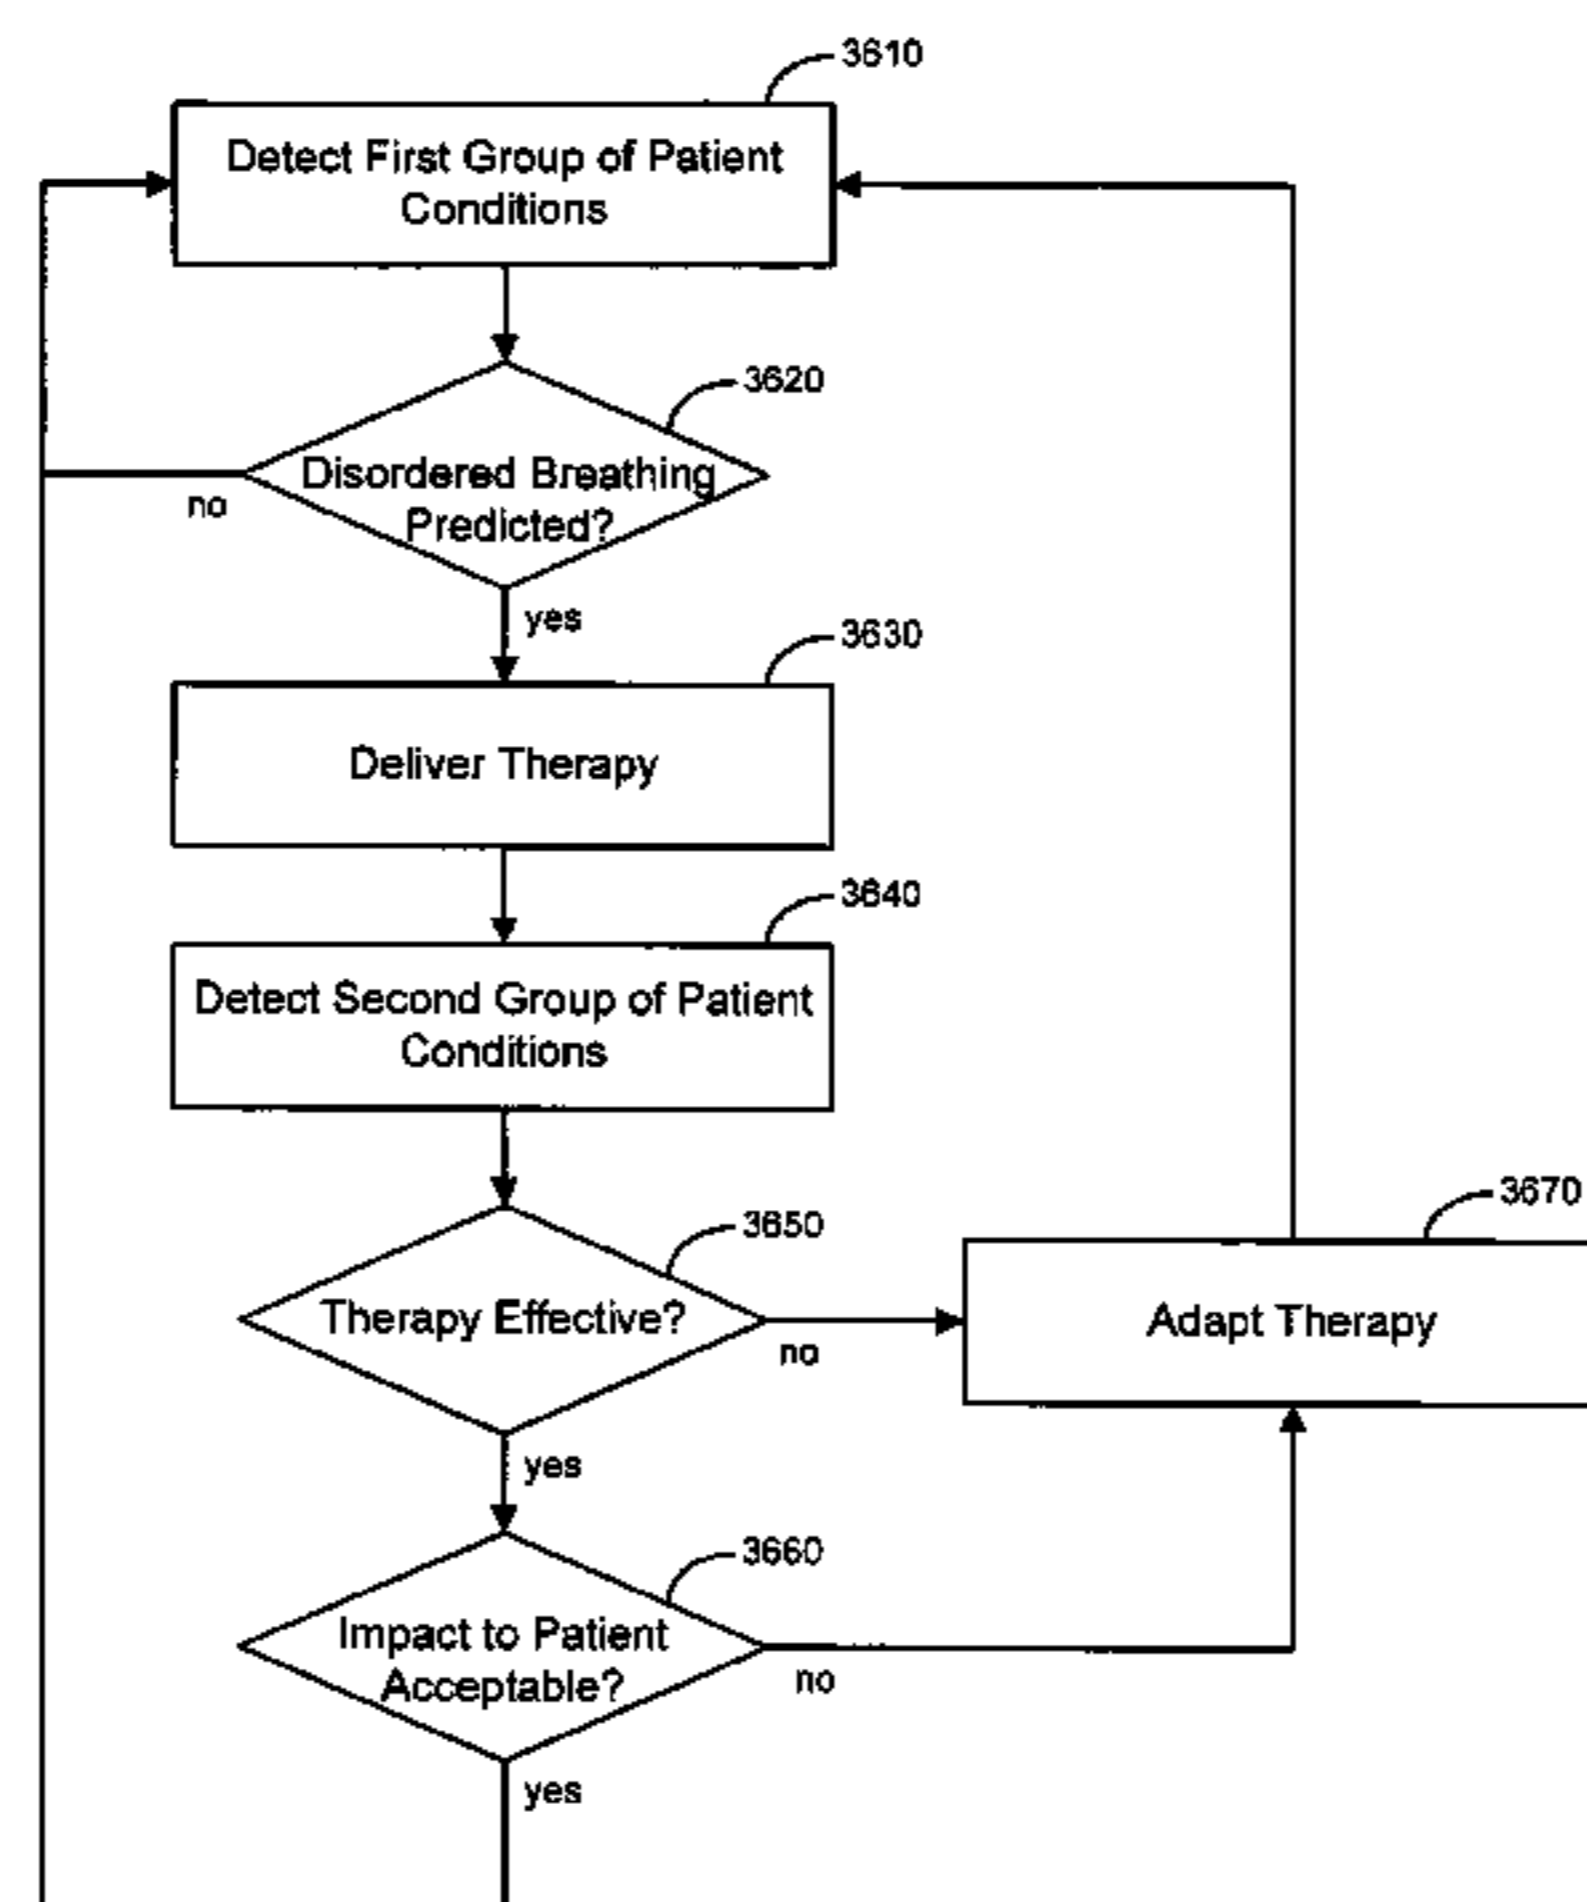 3610
Detect First Group of Patient
Conditions
3620
Disordered Breathing
Predicted?
no
yes
3630
Deliver Therapy
3640
Detect Second Group of Patient
Conditions
3650
3670
Therapy Effective?
no
Adapt Therapy
yes
3660
Impact to Patient
Acceptable?
no
yes